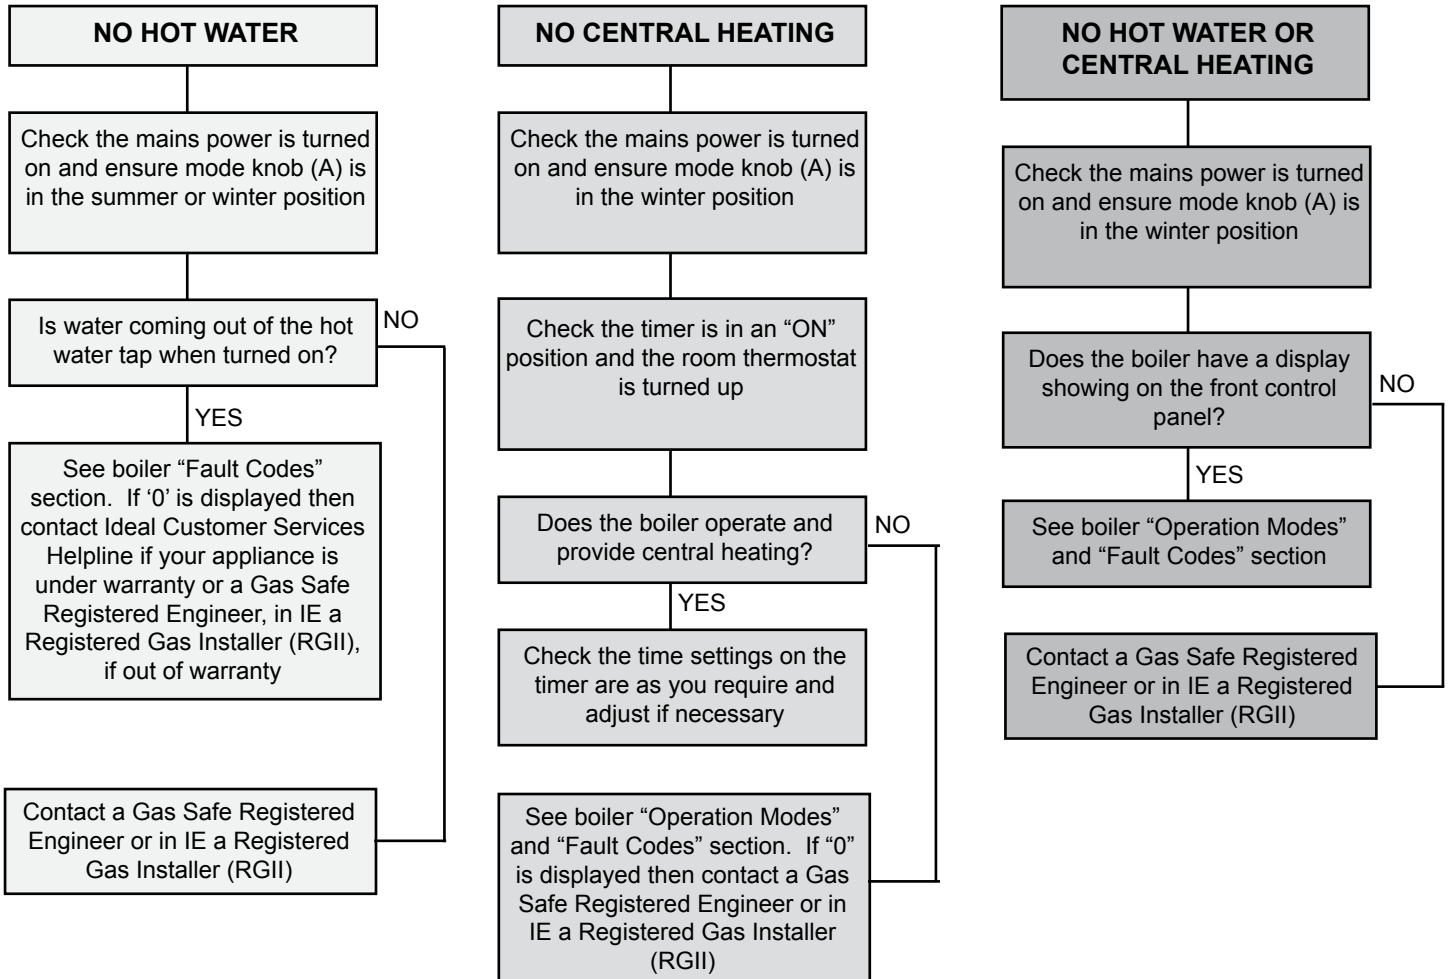 NO HOT WATER
Check the mains power is turned
on and ensure mode knob (A) is
in the summer or winter position
Is water coming out of the hot
water tap when turned on?
NO
YES
See boiler “Fault Codes”
section.  If ‘0’ is displayed then
contact Ideal Customer Services
Helpline if your appliance is
under warranty or a Gas Safe
Registered Engineer, in IE a
Registered Gas Installer (RGII),
if out of warranty
Contact a Gas Safe Registered
Engineer or in IE a Registered
Gas Installer (RGII)
NO CENTRAL HEATING
Check the mains power is turned
on and ensure mode knob (A) is
in the winter position
Check the timer is in an “ON”
position and the room thermostat
is turned up
Does the boiler operate and
provide central heating?
NO
YES
Check the time settings on the
timer are as you require and
adjust if necessary
See boiler “Operation Modes”
and “Fault Codes” section.  If “0”
is displayed then contact a Gas
Safe Registered Engineer or in
IE a Registered Gas Installer
(RGII)
NO HOT WATER OR
CENTRAL HEATING
Check the mains power is turned
on and ensure mode knob (A) is
in the winter position
Does the boiler have a display
showing on the front control
panel?
NO
YES
See boiler “Operation Modes”
and “Fault Codes” section
Contact a Gas Safe Registered
Engineer or in IE a Registered
Gas Installer (RGII)